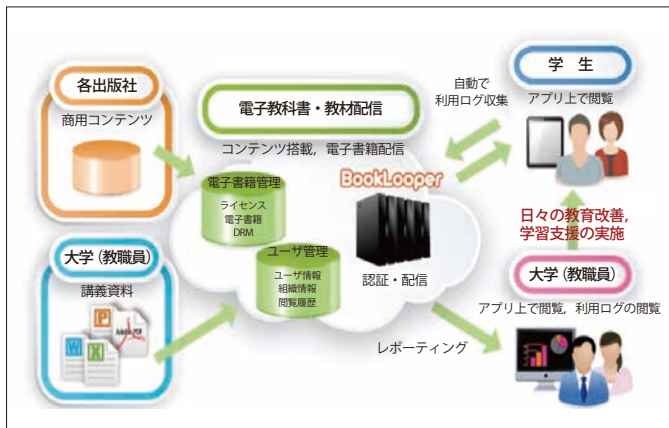 各出版社
商用コンテンツ
大学（教職員）
講義資料
P
W
X
Adobe PDF
電子教科書・教材配信
コンテンツ搭載，電子書籍配信
BookLooper
電子書籍管理
ライセンス
電子書籍
DRM
ユーザ管理
ユーザ情報
組織情報
閲覧履歴
認証・配信
自動で
利用ログ収集
学 生
アプリ上で閲覧
日々の教育改善，
学習支援の実施
大学（教職員）
アプリ上で閲覧，利用ログの閲覧
レポーティング